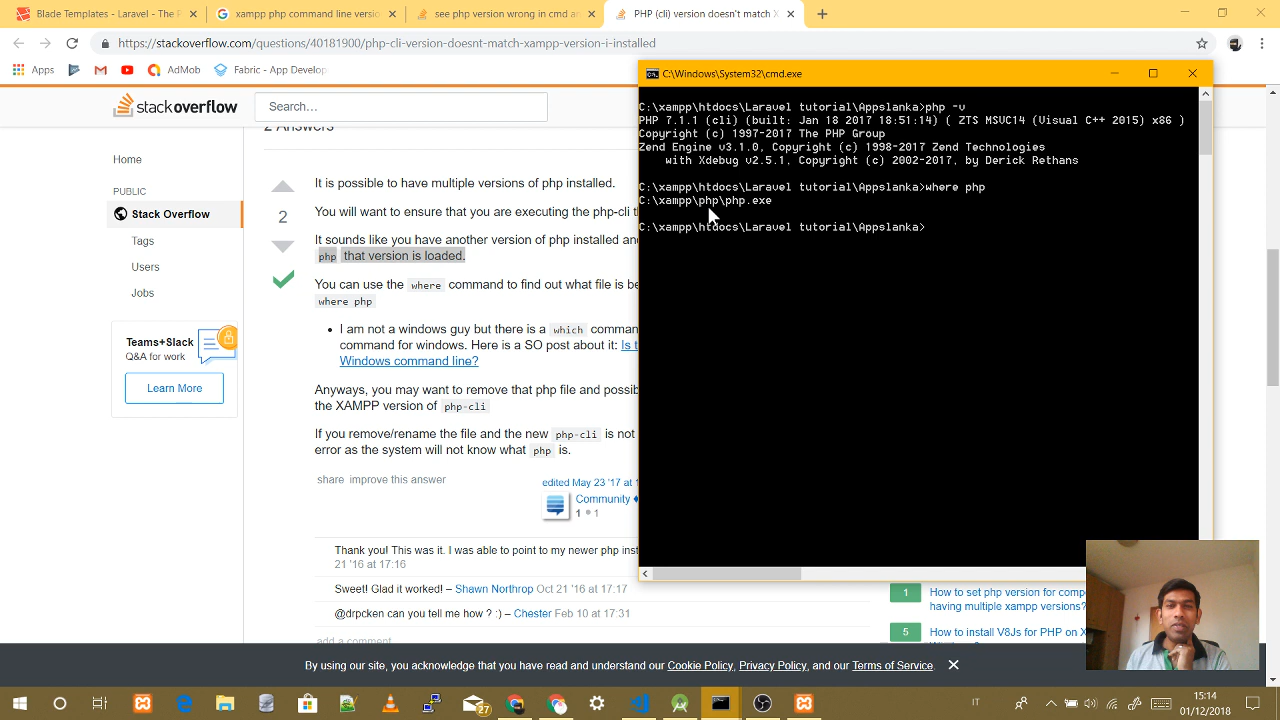 Blade Templates - Laravel - The P
xampp php command line versio
see php version wrong in cmd an
PHP (cli) version doesn't match X
https://stackoverflow.com/questions/40181900/php-cli-version-doesnt-match-xampp-version-i-installed
Apps
AdMob
Fabric - App Develop
stackoverflow
Search...
2 Answers
Home
PUBLIC
Stack Overflow
Tags
Users
Jobs
Teams+Stack
Q&A for work
Learn More
2
It is possible to have multiple versions of php installed.
You will want to ensure that you are executing the php-cli t
It sounds like you have another version of php installed an
php that version is loaded.
You can use the where command to find out what file is be
where php
I am not a windows guy but there is a which comman
command for windows. Here is a SO post about it: Is t
Windows command line?
Anyways, you may want to remove that php file and possib
the XAMPP version of php-cli
If you remove/rename the file and the new php-cli is not
error as the system will not know what php is.
share improve this answer
edited May 23 '17 at 1
Community ♦
1 1
Thank you! This was it. I was able to point to my newer php inst
21 '16 at 17:16
Sweet! Glad it worked! – Shawn Northrop Oct 21 '16 at 17:17
@drpcken can you tell me how ? :) – Chester Feb 10 at 17:31
add a comment
C:\Windows\System32\cmd.exe
C:\xampp\htdocs\Laravel tutorial\Appslanka>php -v
PHP 7.1.1 (cli) (built: Jan 18 2017 18:51:14) ( ZTS MSVC14 (Visual C++ 2015) x86 )
Copyright (c) 1997-2017 The PHP Group
Zend Engine v3.1.0, Copyright (c) 1998-2017 Zend Technologies
with Xdebug v2.5.1, Copyright (c) 2002-2017, by Derick Rethans
C:\xampp\htdocs\Laravel tutorial\Appslanka>where php
C:\xampp\php\php.exe
C:\xampp\htdocs\Laravel tutorial\Appslanka>
1 How to set php version for compo
having multiple xampp versions?
5 How to install V8Js for PHP on X
By using our site, you acknowledge that you have read and understand our Cookie Policy, Privacy Policy, and our Terms of Service.
27
IT
15:14
01/12/2018